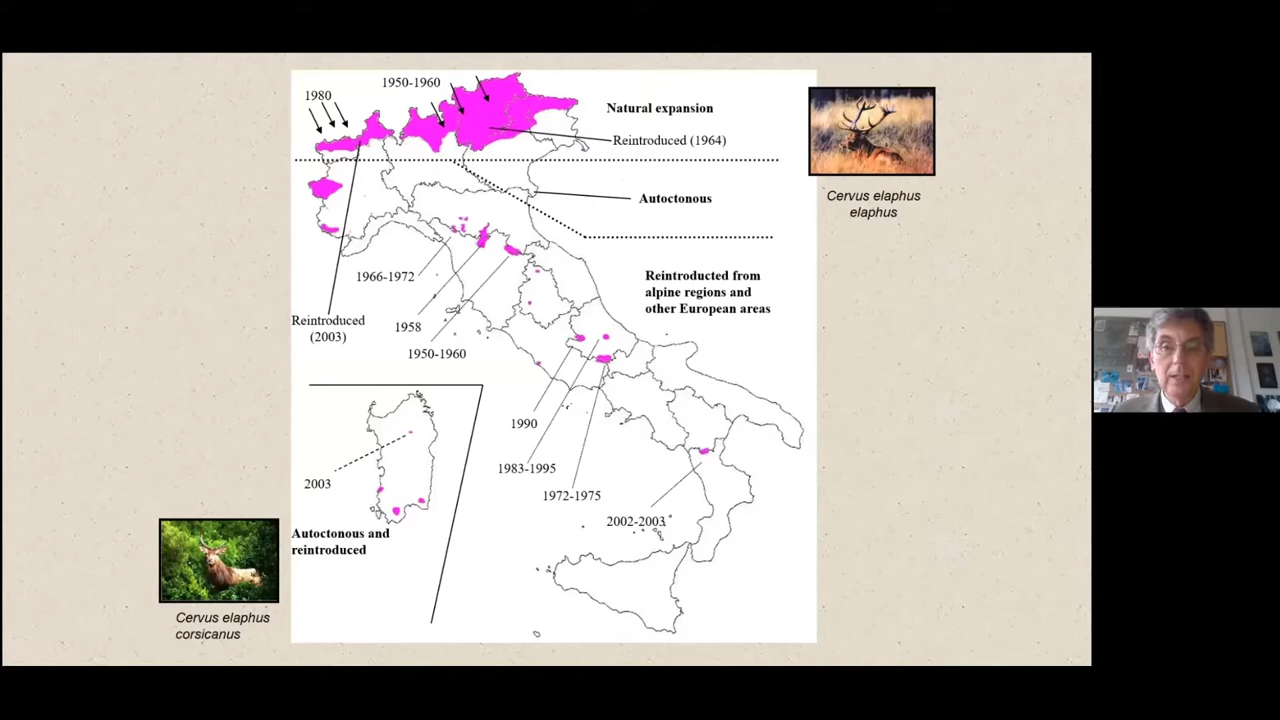 1950-1960
1980
Natural expansion
Reintroduced (1964)
Cervus elaphus
elaphus
Autoctonous
Reintroducted from
alpine regions and
other European areas
1966-1972
Reintroduced
(2003)
1958
1950-1960
1990
1983-1995
1972-1975
2003
2002-2003
Autoctonous and
reintroduced
Cervus elaphus
corsicanus